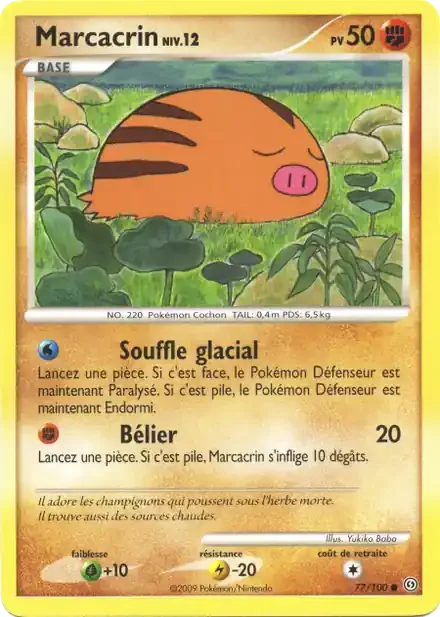 Marcacrin NIV.12 PV 50
BASE
NO. 220 Pokémon Cochon TAIL: 0,4m PDS: 6,5kg
Souffle glacial
Lancez une pièce. Si c'est face, le Pokémon Défenseur est
maintenant Paralysé. Si c'est pile, le Pokémon Défenseur est
maintenant Endormi.
Bélier 20
Lancez une pièce. Si c'est pile, Marcacrin s'inflige 10 dégâts.
Il adore les champignons qui poussent sous l'herbe morte.
Il trouve aussi des sources chaudes.
Illus. Yukiko Baba
faiblesse résistance coût de retraite
+10 -20
©2009 Pokémon/Nintendo 77/100